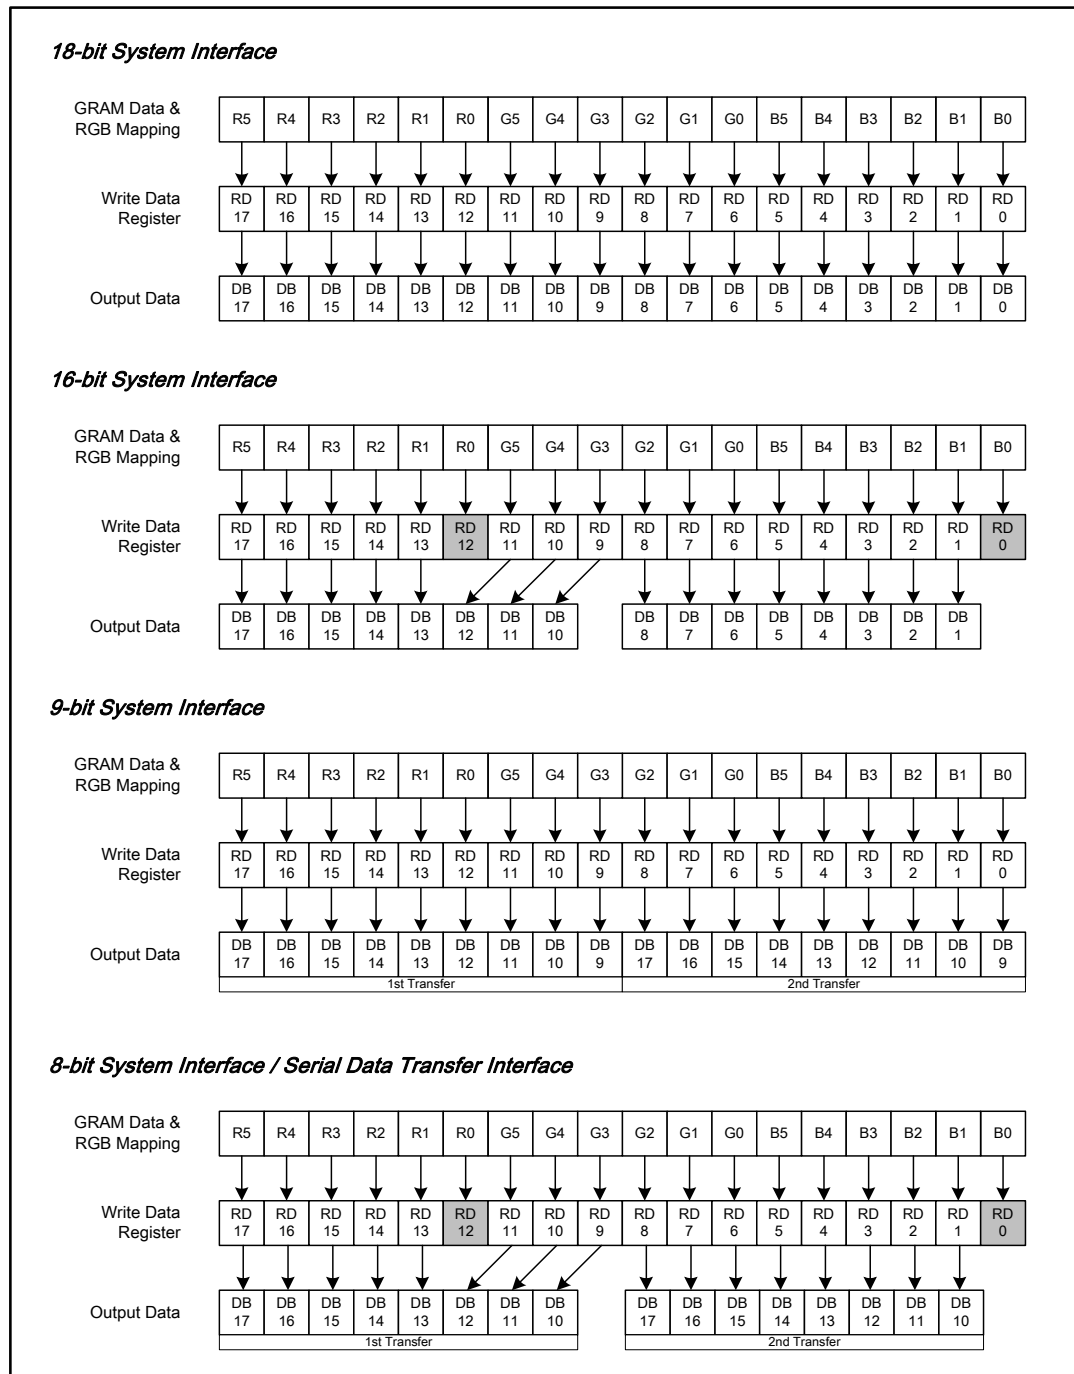 18-bit System Interface
GRAM Data &
RGB Mapping
R5 R4 R3 R2 R1 R0 G5 G4 G3 G2 G1 G0 B5 B4 B3 B2 B1 B0
Write Data
Register
RD RD RD RD RD RD RD RD RD RD RD RD RD RD RD RD RD RD
17 16 15 14 13 12 11 10 9 8 7 6 5 4 3 2 1 0
Output Data
DB DB DB DB DB DB DB DB DB DB DB DB DB DB DB DB DB DB
17 16 15 14 13 12 11 10 9 8 7 6 5 4 3 2 1 0
16-bit System Interface
GRAM Data &
RGB Mapping
R5 R4 R3 R2 R1 R0 G5 G4 G3 G2 G1 G0 B5 B4 B3 B2 B1 B0
Write Data
Register
RD RD RD RD RD RD RD RD RD RD RD RD RD RD RD RD RD RD
17 16 15 14 13 12 11 10 9 8 7 6 5 4 3 2 1 0
Output Data
DB DB DB DB DB DB DB DB DB DB DB DB DB DB DB DB
17 16 15 14 13 12 11 10 8 7 6 5 4 3 2 1
9-bit System Interface
GRAM Data &
RGB Mapping
R5 R4 R3 R2 R1 R0 G5 G4 G3 G2 G1 G0 B5 B4 B3 B2 B1 B0
Write Data
Register
RD RD RD RD RD RD RD RD RD RD RD RD RD RD RD RD RD RD
17 16 15 14 13 12 11 10 9 8 7 6 5 4 3 2 1 0
Output Data
DB DB DB DB DB DB DB DB DB DB DB DB DB DB DB DB DB DB
17 16 15 14 13 12 11 10 9 17 16 15 14 13 12 11 10 9
1st Transfer 2nd Transfer
8-bit System Interface / Serial Data Transfer Interface
GRAM Data &
RGB Mapping
R5 R4 R3 R2 R1 R0 G5 G4 G3 G2 G1 G0 B5 B4 B3 B2 B1 B0
Write Data
Register
RD RD RD RD RD RD RD RD RD RD RD RD RD RD RD RD RD RD
17 16 15 14 13 12 11 10 9 8 7 6 5 4 3 2 1 0
Output Data
DB DB DB DB DB DB DB DB DB DB DB DB DB DB DB DB
17 16 15 14 13 12 11 10 17 16 15 14 13 12 11 10
1st Transfer 2nd Transfer